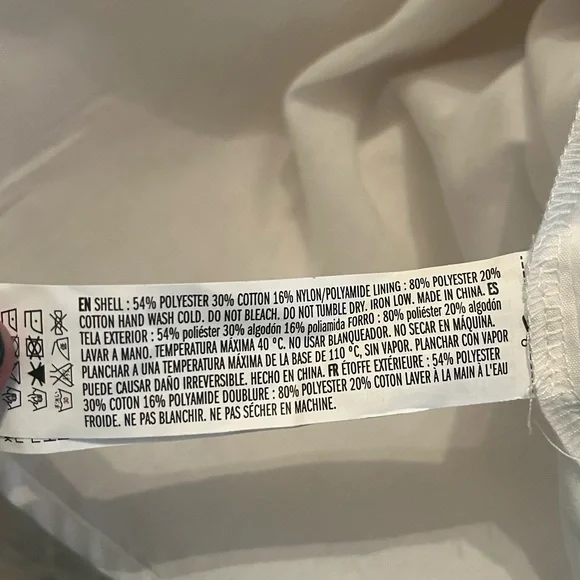 EN SHELL : 54% POLYESTER 30% COTTON 16% NYLON/POLYAMIDE LINING : 80% POLYESTER 20%
COTTON HAND WASH COLD. DO NOT BLEACH. DO NOT TUMBLE DRY. IRON LOW. MADE IN CHINA. ES
TELA EXTERIOR : 54% poliéster 30% algodón 16% poliamida FORRO : 80% poliéster 20% algodón
LAVAR A MANO. TEMPERATURA MÁXIMA 40 °C. NO USAR BLANQUEADOR. NO SECAR EN MÁQUINA.
PLANCHAR A UNA TEMPERATURA MÁXIMA DE LA BASE DE 110 °C, SIN VAPOR. PLANCHAR CON VAPOR
PUEDE CAUSAR DAÑO IRREVERSIBLE. HECHO EN CHINA. FR ÉTOFFE EXTÉRIEURE : 54% POLYESTER
30% COTON 16% POLYAMIDE DOUBLURE : 80% POLYESTER 20% COTON LAVER À LA MAIN À L'EAU
FROIDE. NE PAS BLANCHIR. NE PAS SÉCHER EN MACHINE.